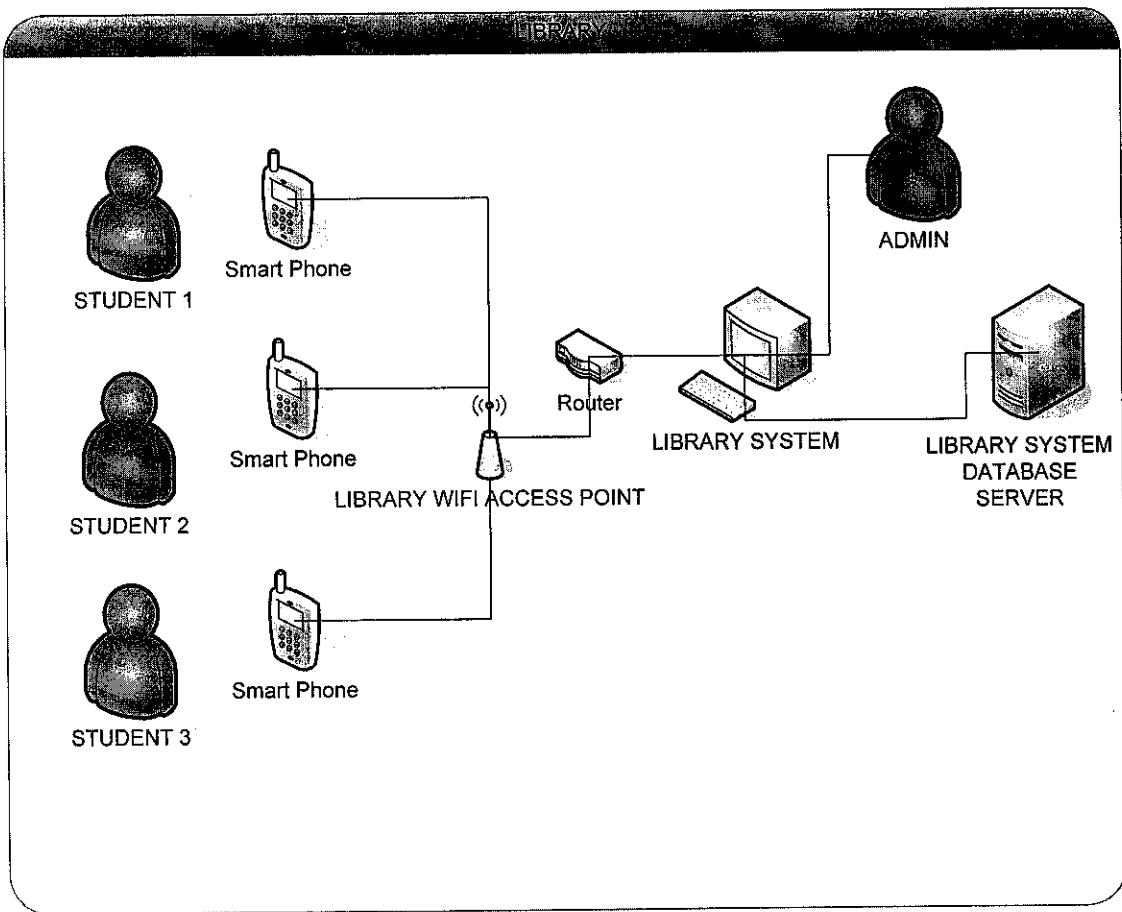 LIBRARY
ADMIN
Smart Phone
STUDENT 1
Router
LIBRARY SYSTEM
LIBRARY SYSTEM
DATABASE
SERVER
Smart Phone
LIBRARY WIFI ACCESS POINT
STUDENT 2
Smart Phone
STUDENT 3